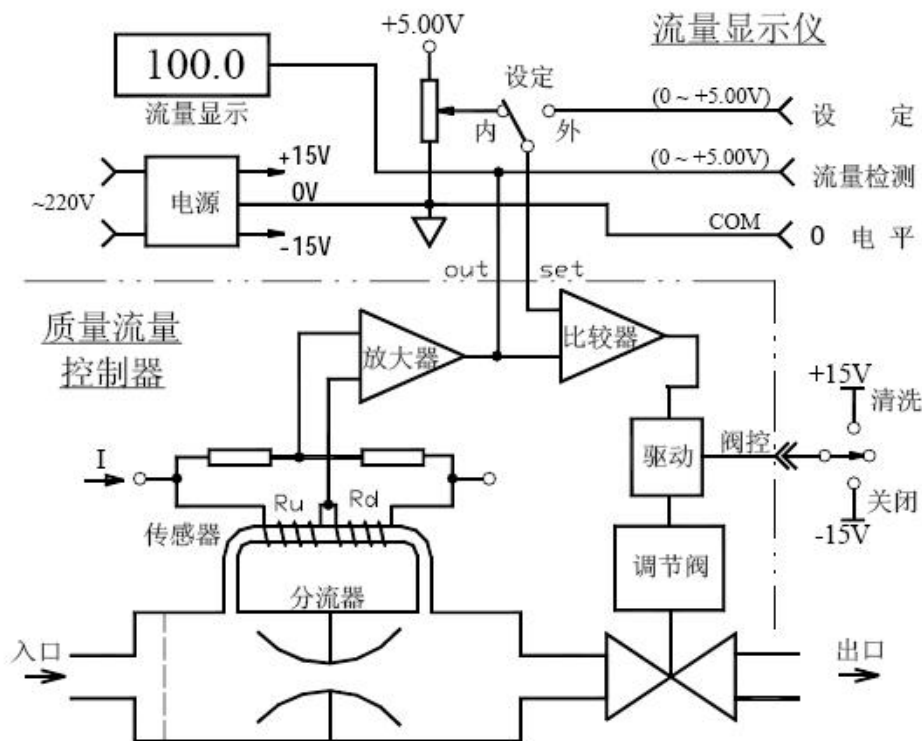 +5.00V
流量显示仪
100.0
流量显示
设定
内
外
(0 ~ +5.00V)
设 定
(0 ~ +5.00V)
流量检测
COM
0 电 平
~220V
电源
+15V
0V
-15V
out
set
质量流量
控制器
放大器
比较器
I
Ru
Rd
传感器
分流器
驱动
阀控
+15V
清洗
关闭
-15V
调节阀
入口
出口